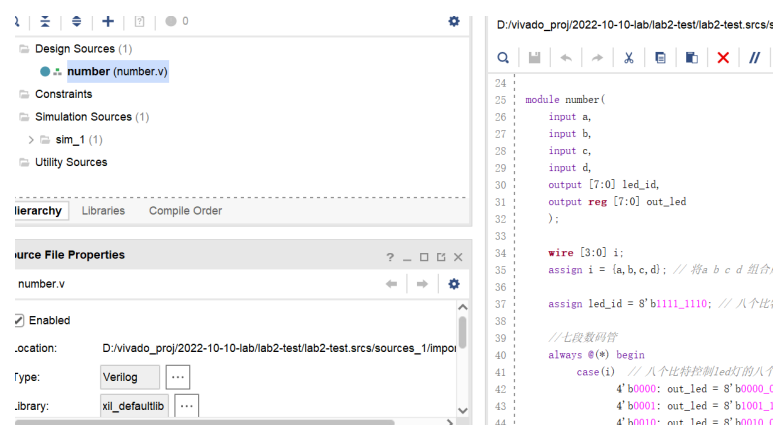 0
Design Sources (1)
number (number.v)
Constraints
Simulation Sources (1)
sim_1 (1)
Utility Sources
Hierarchy Libraries Compile Order
Source File Properties
number.v
Enabled
Location: D:/vivado_proj/2022-10-10-lab/lab2-test/lab2-test.srcs/sources_1/impor
Type: Verilog ...
Library: xil_defaultlib ...
D:/vivado_proj/2022-10-10-lab/lab2-test/lab2-test.srcs/s
24
25 module number(
26 input a,
27 input b,
28 input c,
29 input d,
30 output [7:0] led_id,
31 output reg [7:0] out_led
32 );
33
34 wire [3:0] i;
35 assign i = {a,b,c,d}; // 将a b c d 组合
36
37 assign led_id = 8'b1111_1110; // 八个比
38
39 //七段数码管
40 always @(*) begin
41 case(i) // 八个比特控制led灯的八个
42 4'b0000: out_led = 8'b0000_0
43 4'b0001: out_led = 8'b1001_1
44 4'b0010: out_led = 8'b0010_0